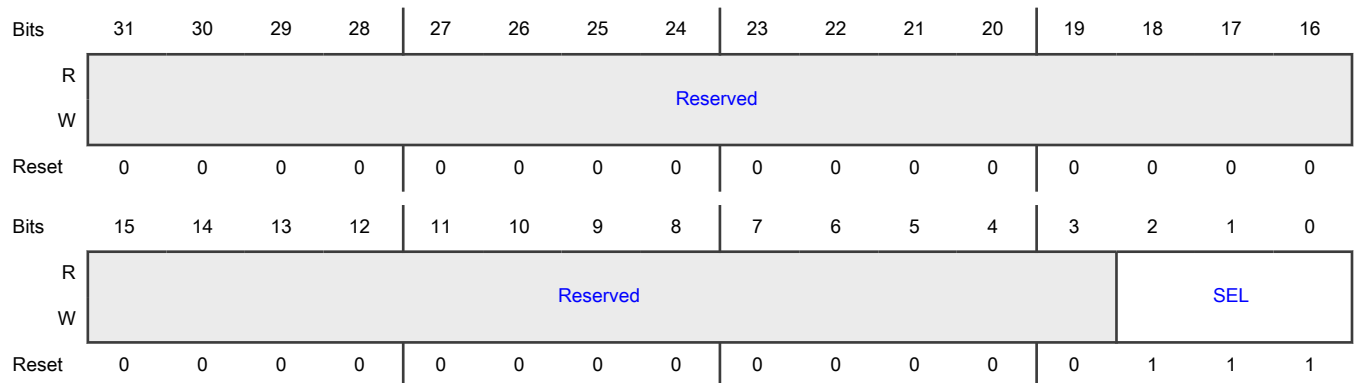 Bits 31 30 29 28 27 26 25 24 23 22 21 20 19 18 17 16
R
Reserved
W
Reset 0 0 0 0 0 0 0 0 0 0 0 0 0 0 0 0
Bits 15 14 13 12 11 10 9 8 7 6 5 4 3 2 1 0
R
Reserved SEL
W
Reset 0 0 0 0 0 0 0 0 0 0 0 0 0 1 1 1